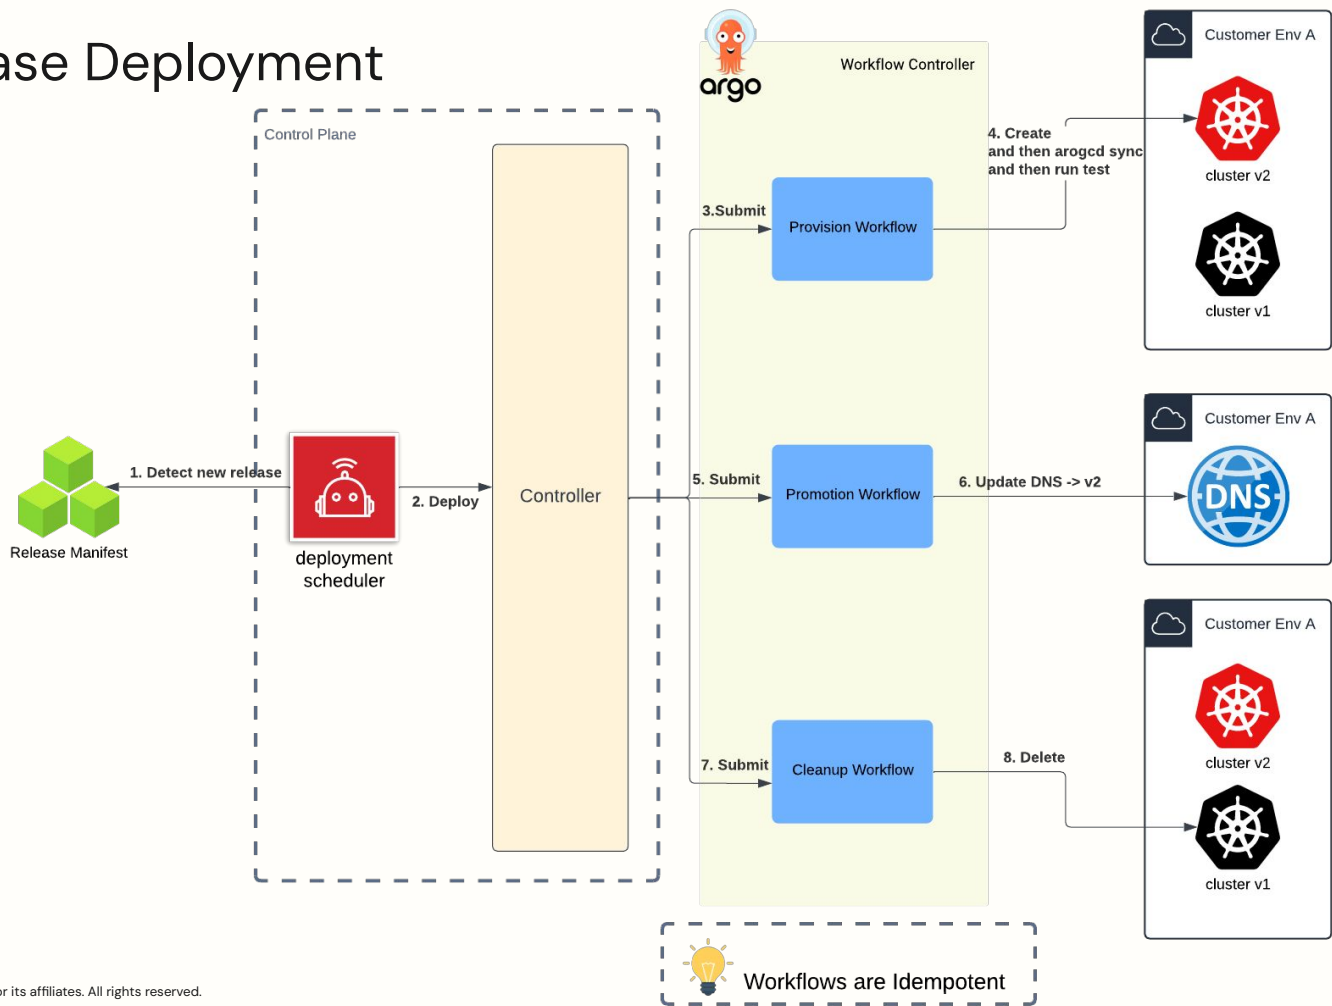 ase Deployment
Control Plane
argo
Workflow Controller
Customer Env A
4. Create
and then arogcd sync
and then run test
cluster v2
3.Submit
Provision Workflow
cluster v1
Customer Env A
1. Detect new release
2. Deploy
Controller
5. Submit
Promotion Workflow
6. Update DNS -> v2
DNS
Release Manifest
deployment
scheduler
Customer Env A
7. Submit
Cleanup Workflow
8. Delete
cluster v2
cluster v1
Workflows are Idempotent
or its affiliates. All rights reserved.